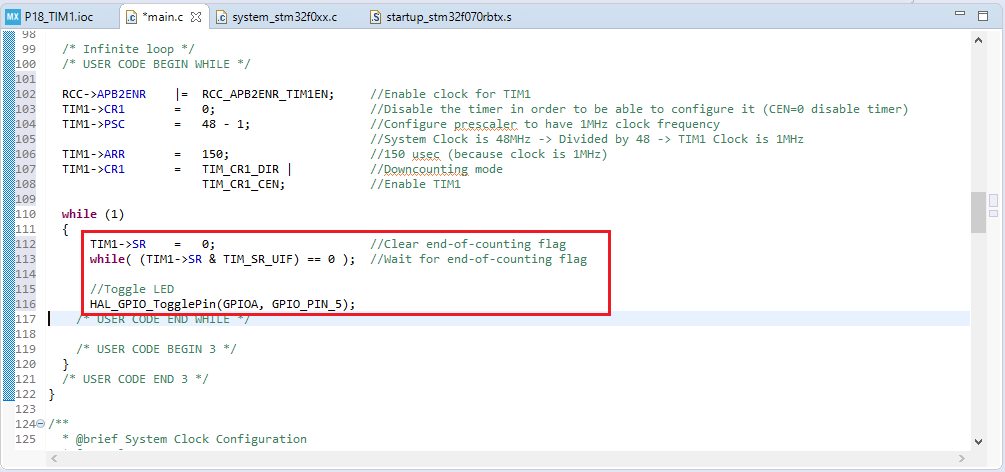 MX P18_TIM1.ioc *main.c system_stm32f0xx.c startup_stm32f070rbtx.s
98
99 /* Infinite loop */
100 /* USER CODE BEGIN WHILE */
101
102 RCC->APB2ENR |= RCC_APB2ENR_TIM1EN; //Enable clock for TIM1
103 TIM1->CR1 = 0; //Disable the timer in order to be able to configure it (CEN=0 disable timer)
104 TIM1->PSC = 48 - 1; //Configure prescaler to have 1MHz clock frequency
105 //System Clock is 48MHz -> Divided by 48 -> TIM1 Clock is 1MHz
106 TIM1->ARR = 150; //150 usec (because clock is 1MHz)
107 TIM1->CR1 = TIM_CR1_DIR | //Downcounting mode
108 TIM_CR1_CEN; //Enable TIM1
109
110 while (1)
111 {
112 TIM1->SR = 0; //Clear end-of-counting flag
113 while( (TIM1->SR & TIM_SR_UIF) == 0 ); //Wait for end-of-counting flag
114
115 //Toggle LED
116 HAL_GPIO_TogglePin(GPIOA, GPIO_PIN_5);
117 /* USER CODE END WHILE */
118
119 /* USER CODE BEGIN 3 */
120 }
121 /* USER CODE END 3 */
122 }
123
124 /**
125 * @brief System Clock Configuration